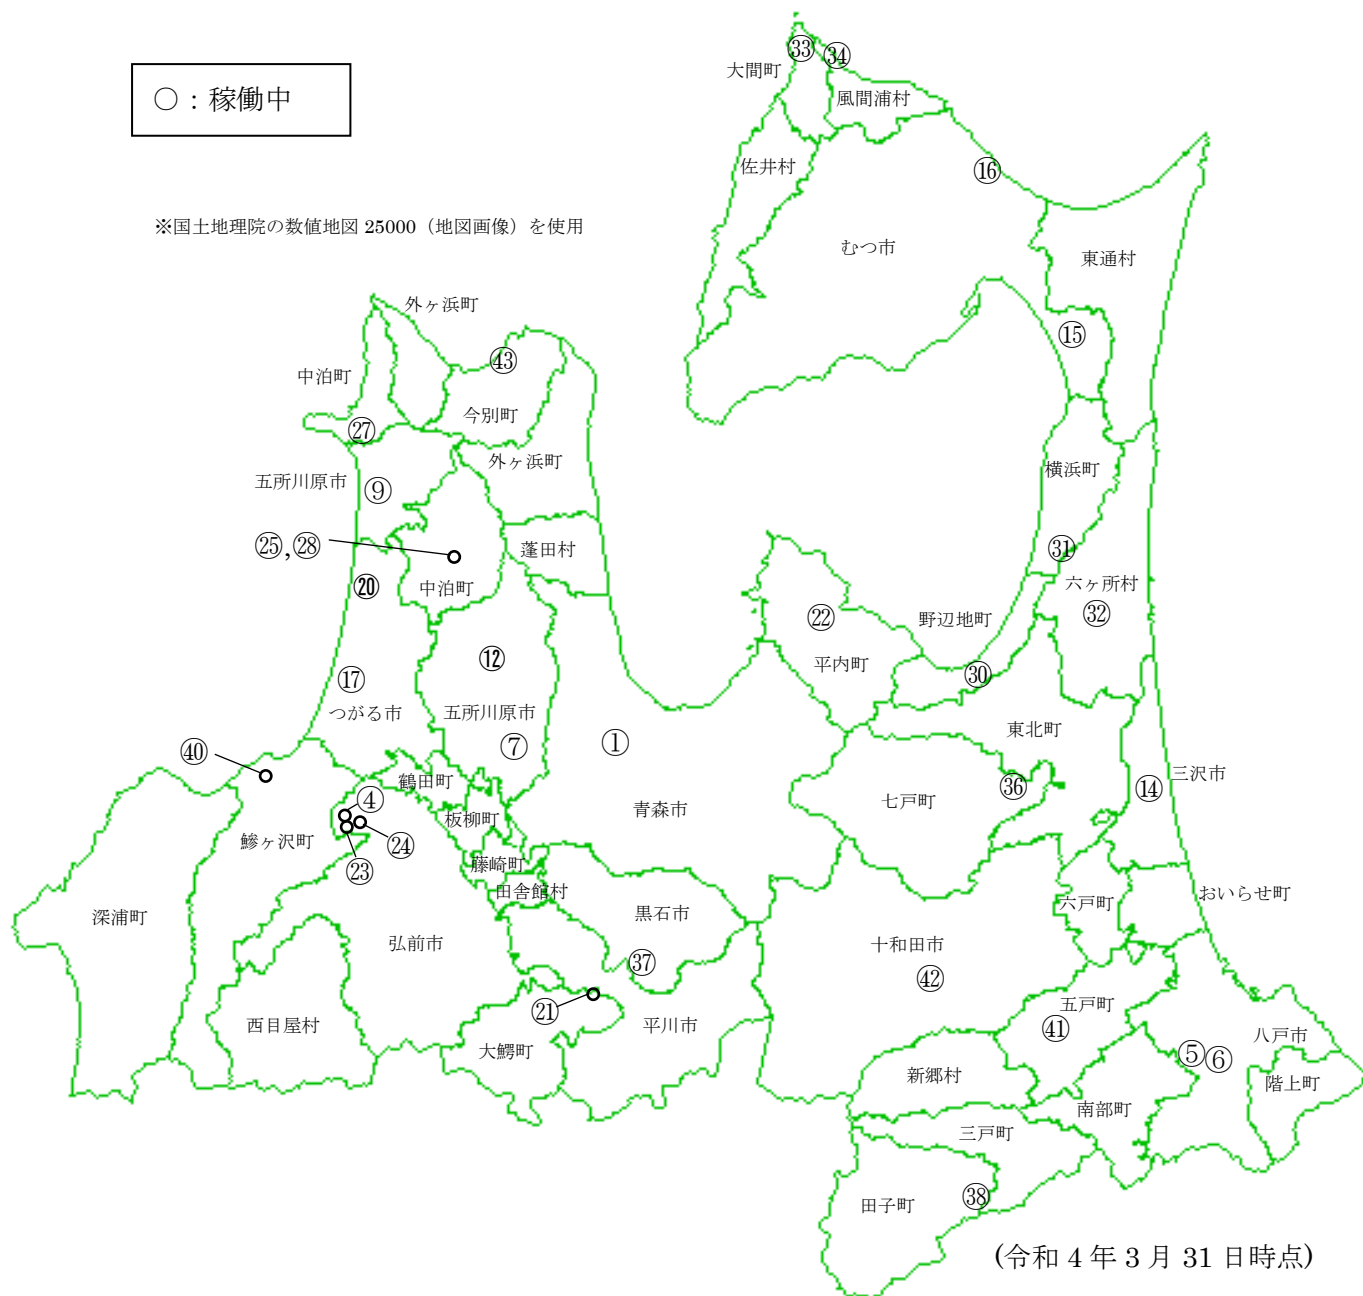 ○：稼働中
※国土地理院の数値地図 25000（地図画像）を使用
㉝
㉞
大間町
風間浦村
佐井村
⑯
むつ市
東通村
⑮
外ヶ浜町
㊸
中泊町
今別町
㉗
外ヶ浜町
五所川原市
⑨
横浜町
㉕,㉘
蓬田村
㉛
⑳
中泊町
六ヶ所村
㉜
㉒
野辺地町
⑫
平内町
㉚
⑰
つがる市
五所川原市
⑦
①
東北町
㊵
三沢市
鶴田町
④
㊱
⑭
七戸町
青森市
板柳町
鰺ヶ沢町
㉔
㉓
藤崎町
田舎館村
六戸町
おいらせ町
深浦町
黒石市
弘前市
十和田市
㊲
㊷
㉑
五戸町
西目屋村
平川市
㊶
八戸市
大鰐町
⑤
⑥
新郷村
階上町
南部町
三戸町
㊳
田子町
(令和 4 年 3 月 31 日時点)